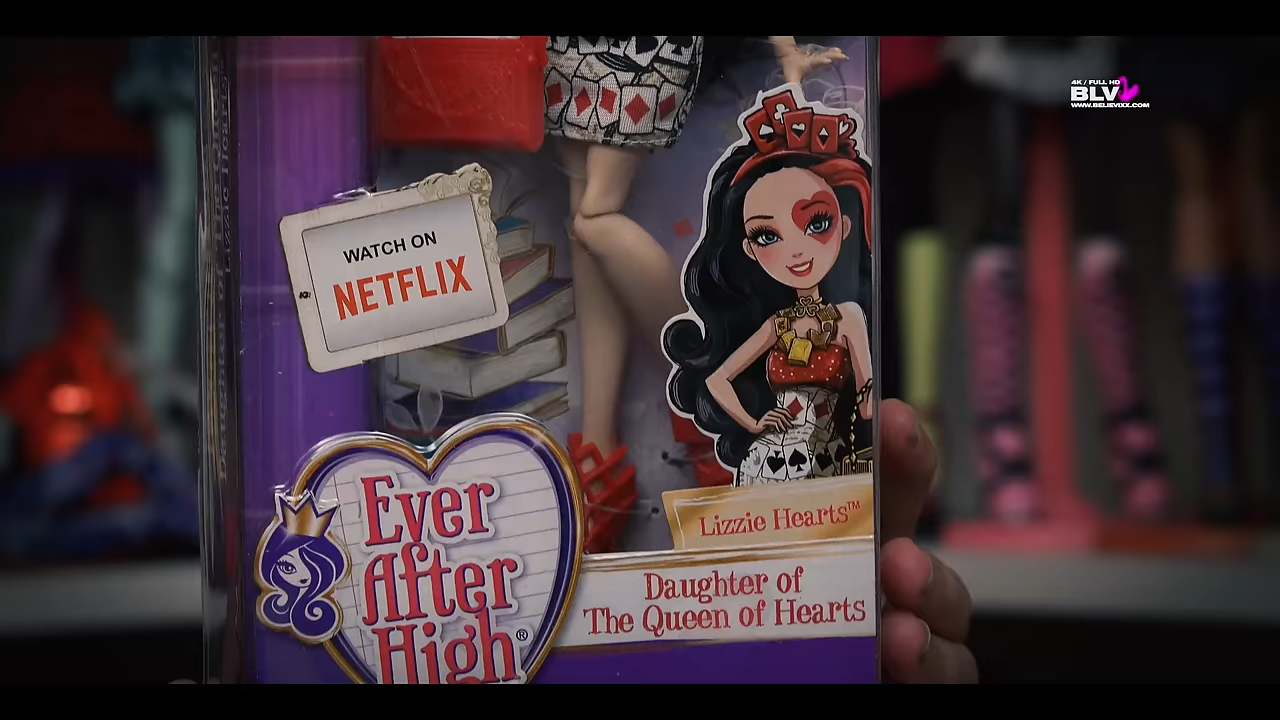 4K / FULL HD
BLV
WWW.BELIEVIXX.COM
WATCH ON
NETFLIX
Ever
After
High®
Lizzie Hearts™
Daughter of
The Queen of Hearts